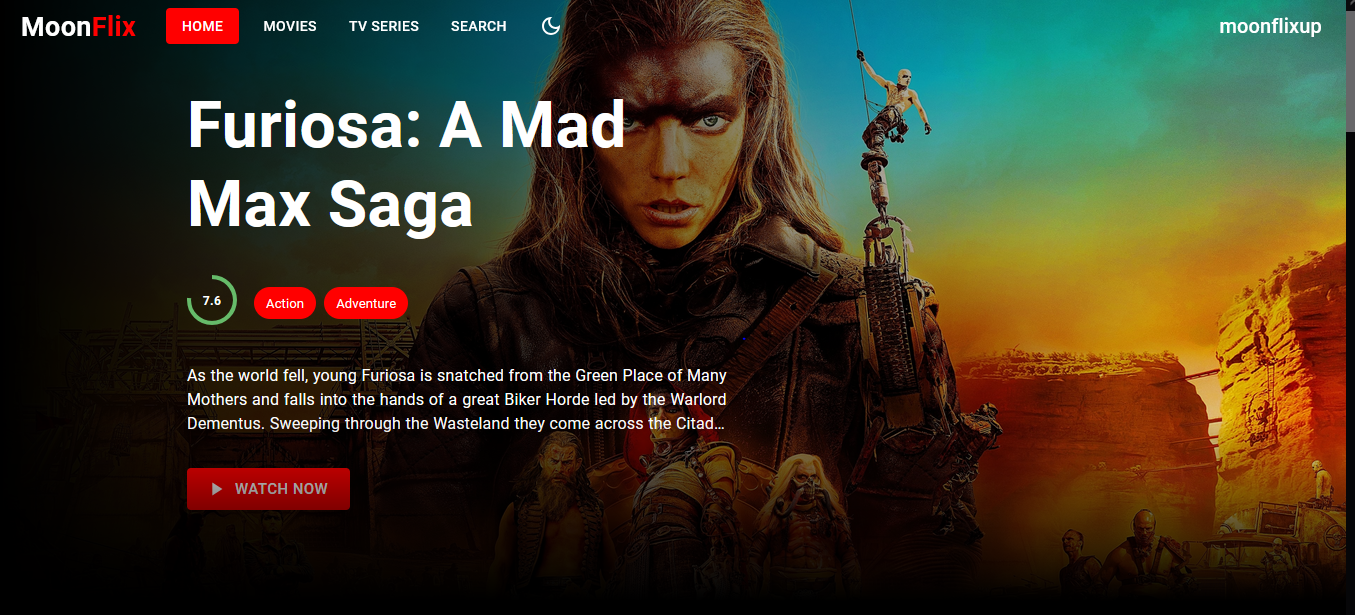 MoonFlix
HOME
MOVIES
TV SERIES
SEARCH
moonflixup
Furiosa: A Mad
Max Saga
7.6
Action
Adventure
As the world fell, young Furiosa is snatched from the Green Place of Many
Mothers and falls into the hands of a great Biker Horde led by the Warlord
Dementus. Sweeping through the Wasteland they come across the Citad...
WATCH NOW